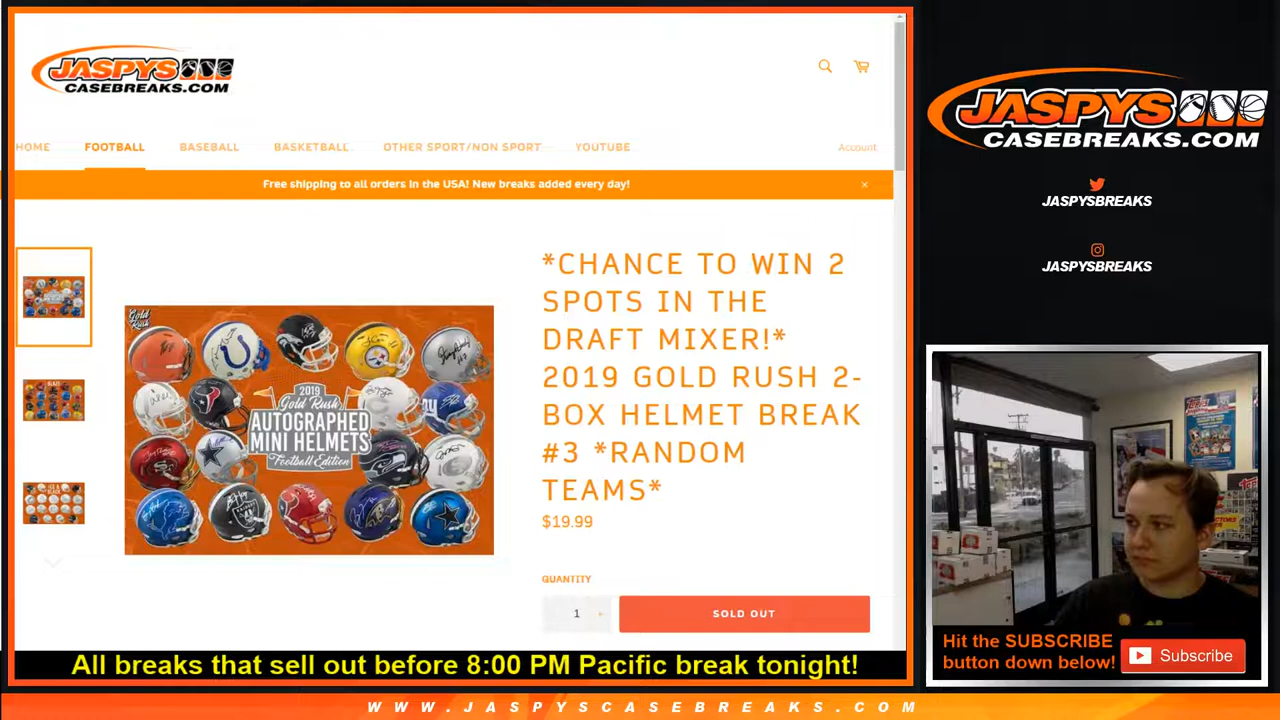 JASPYS
CASEBREAKS.COM
HOME
FOOTBALL
BASEBALL
BASKETBALL
OTHER SPORT/NON SPORT
YOUTUBE
Account
Free shipping to all orders in the USA! New breaks added every day!
×
Gold Rush
2019
Gold Rush
AUTOGRAPHED
MINI HELMETS
Football Edition
*CHANCE TO WIN 2
SPOTS IN THE
DRAFT MIXER!*
2019 GOLD RUSH 2-
BOX HELMET BREAK
#3 *RANDOM
TEAMS*
$19.99
QUANTITY
1
SOLD OUT
All breaks that sell out before 8:00 PM Pacific break tonight!
JASPYS
CASEBREAKS.COM
JASPYSBREAKS
JASPYSBREAKS
Topps
Hit the SUBSCRIBE
button down below!
Subscribe
WWW.JASPYSCASEBREAKS.COM